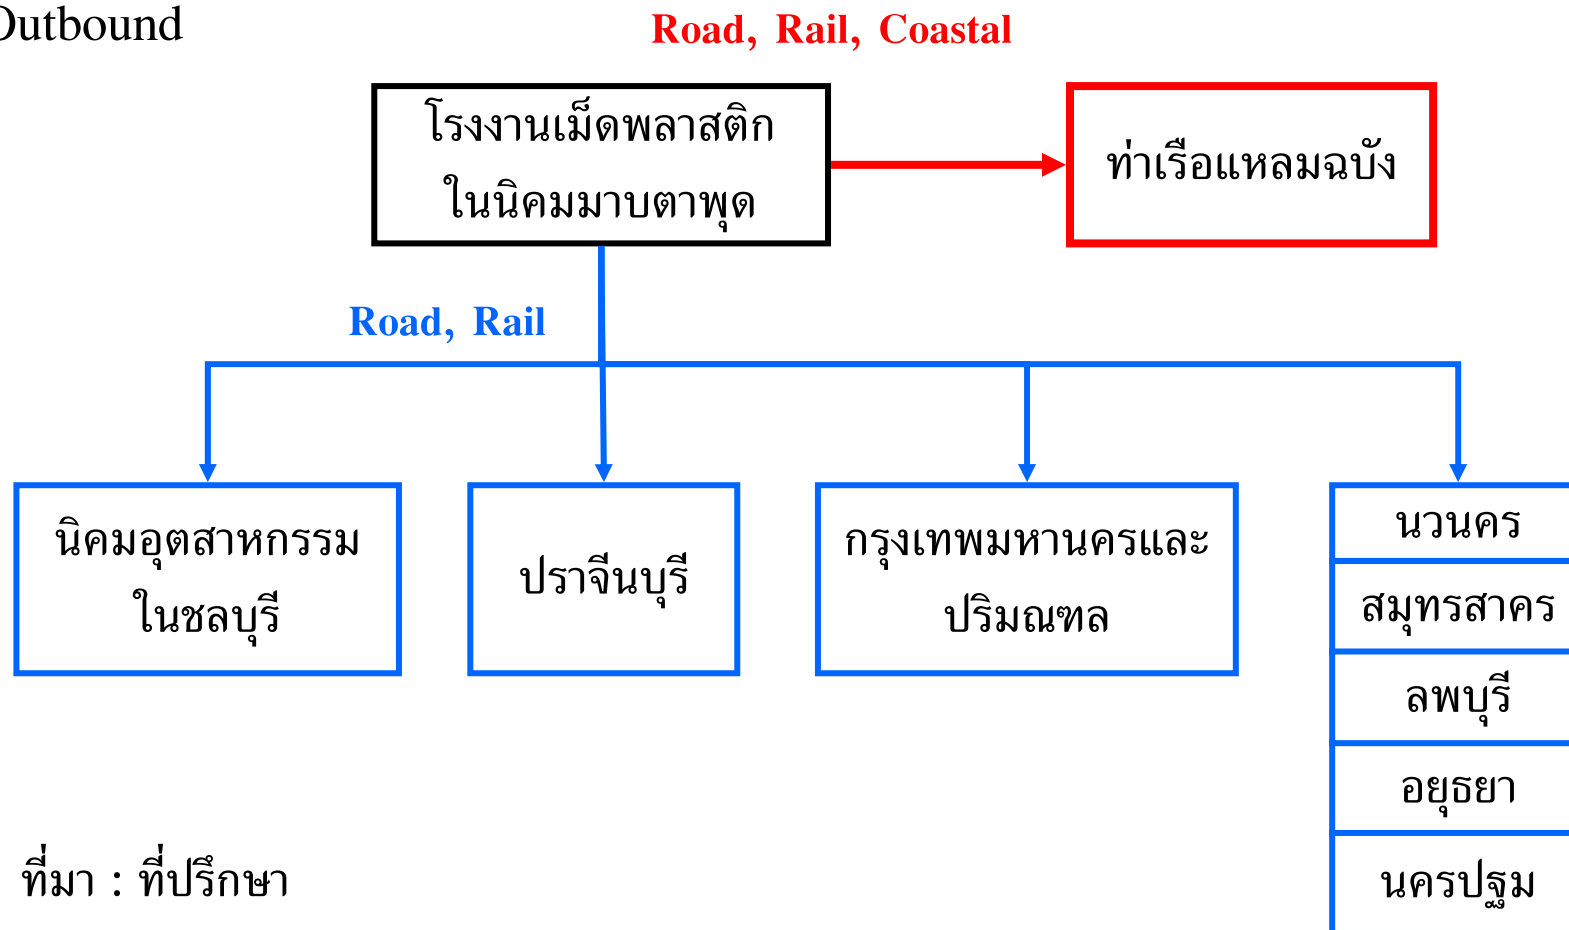 Outbound
Road, Rail, Coastal
โรงงานเม็ดพลาสติก
ในนิคมมาบตาพุด
ท่าเรือแหลมฉบัง
Road, Rail
นิคมอุตสาหกรรม
ในชลบุรี
ปราจีนบุรี
กรุงเทพมหานครและ
ปริมณฑล
นวนคร
สมุทรสาคร
ลพบุรี
อยุธยา
นครปฐม
ที่มา : ที่ปรึกษา